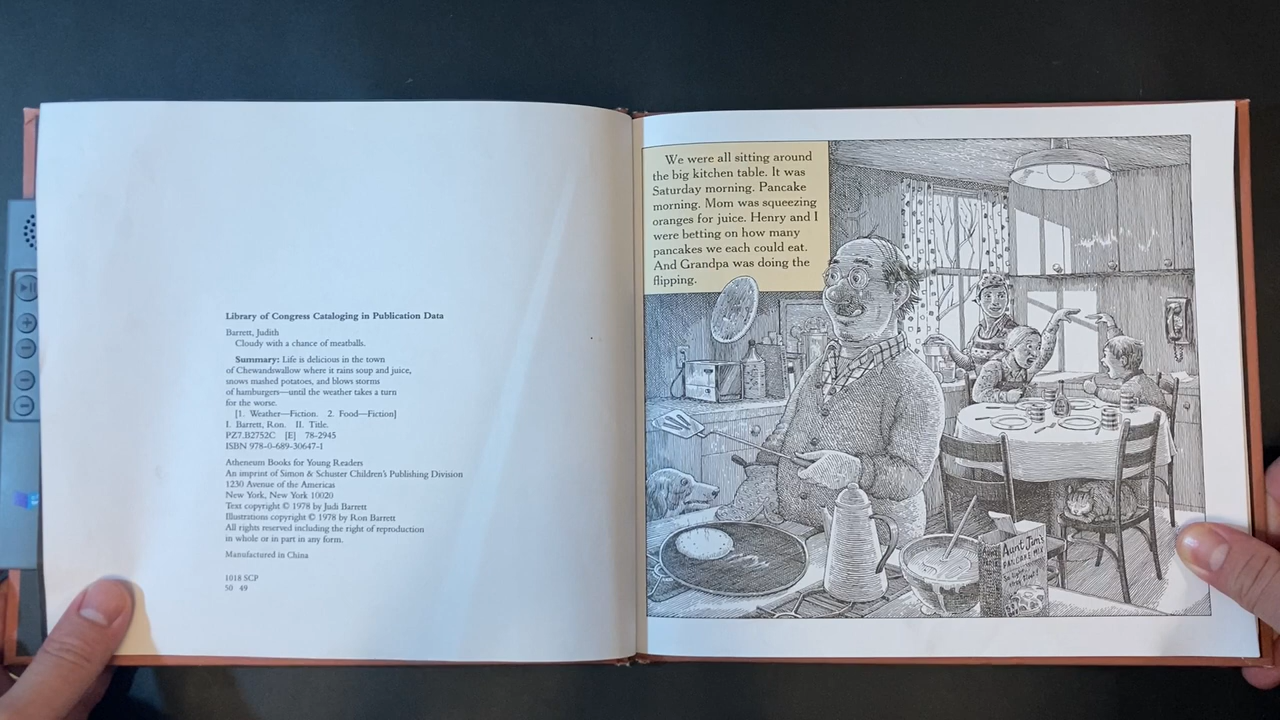 Library of Congress Cataloging in Publication Data
Barrett, Judith
Cloudy with a chance of meatballs.
Summary: Life is delicious in the town
of Chewandswallow where it rains soup and juice,
snows mashed potatoes, and blows storms
of hamburgers—until the weather takes a turn
for the worse.
[1. Weather—Fiction. 2. Food—Fiction]
I. Barrett, Ron. II. Title.
PZ7.B2752C [E] 78-2945
ISBN 978-0-689-30647-1
Atheneum Books for Young Readers
An imprint of Simon & Schuster Children's Publishing Division
1230 Avenue of the Americas
New York, New York 10020
Text copyright © 1978 by Judi Barrett
Illustrations copyright © 1978 by Ron Barrett
All rights reserved including the right of reproduction
in whole or in part in any form.
Manufactured in China
1018 SCP
50 49
We were all sitting around
the big kitchen table. It was
Saturday morning. Pancake
morning. Mom was squeezing
oranges for juice. Henry and I
were betting on how many
pancakes we each could eat.
And Grandpa was doing the
flipping.
Aunt Jim's
PANCAKE MIX
So light
they float!